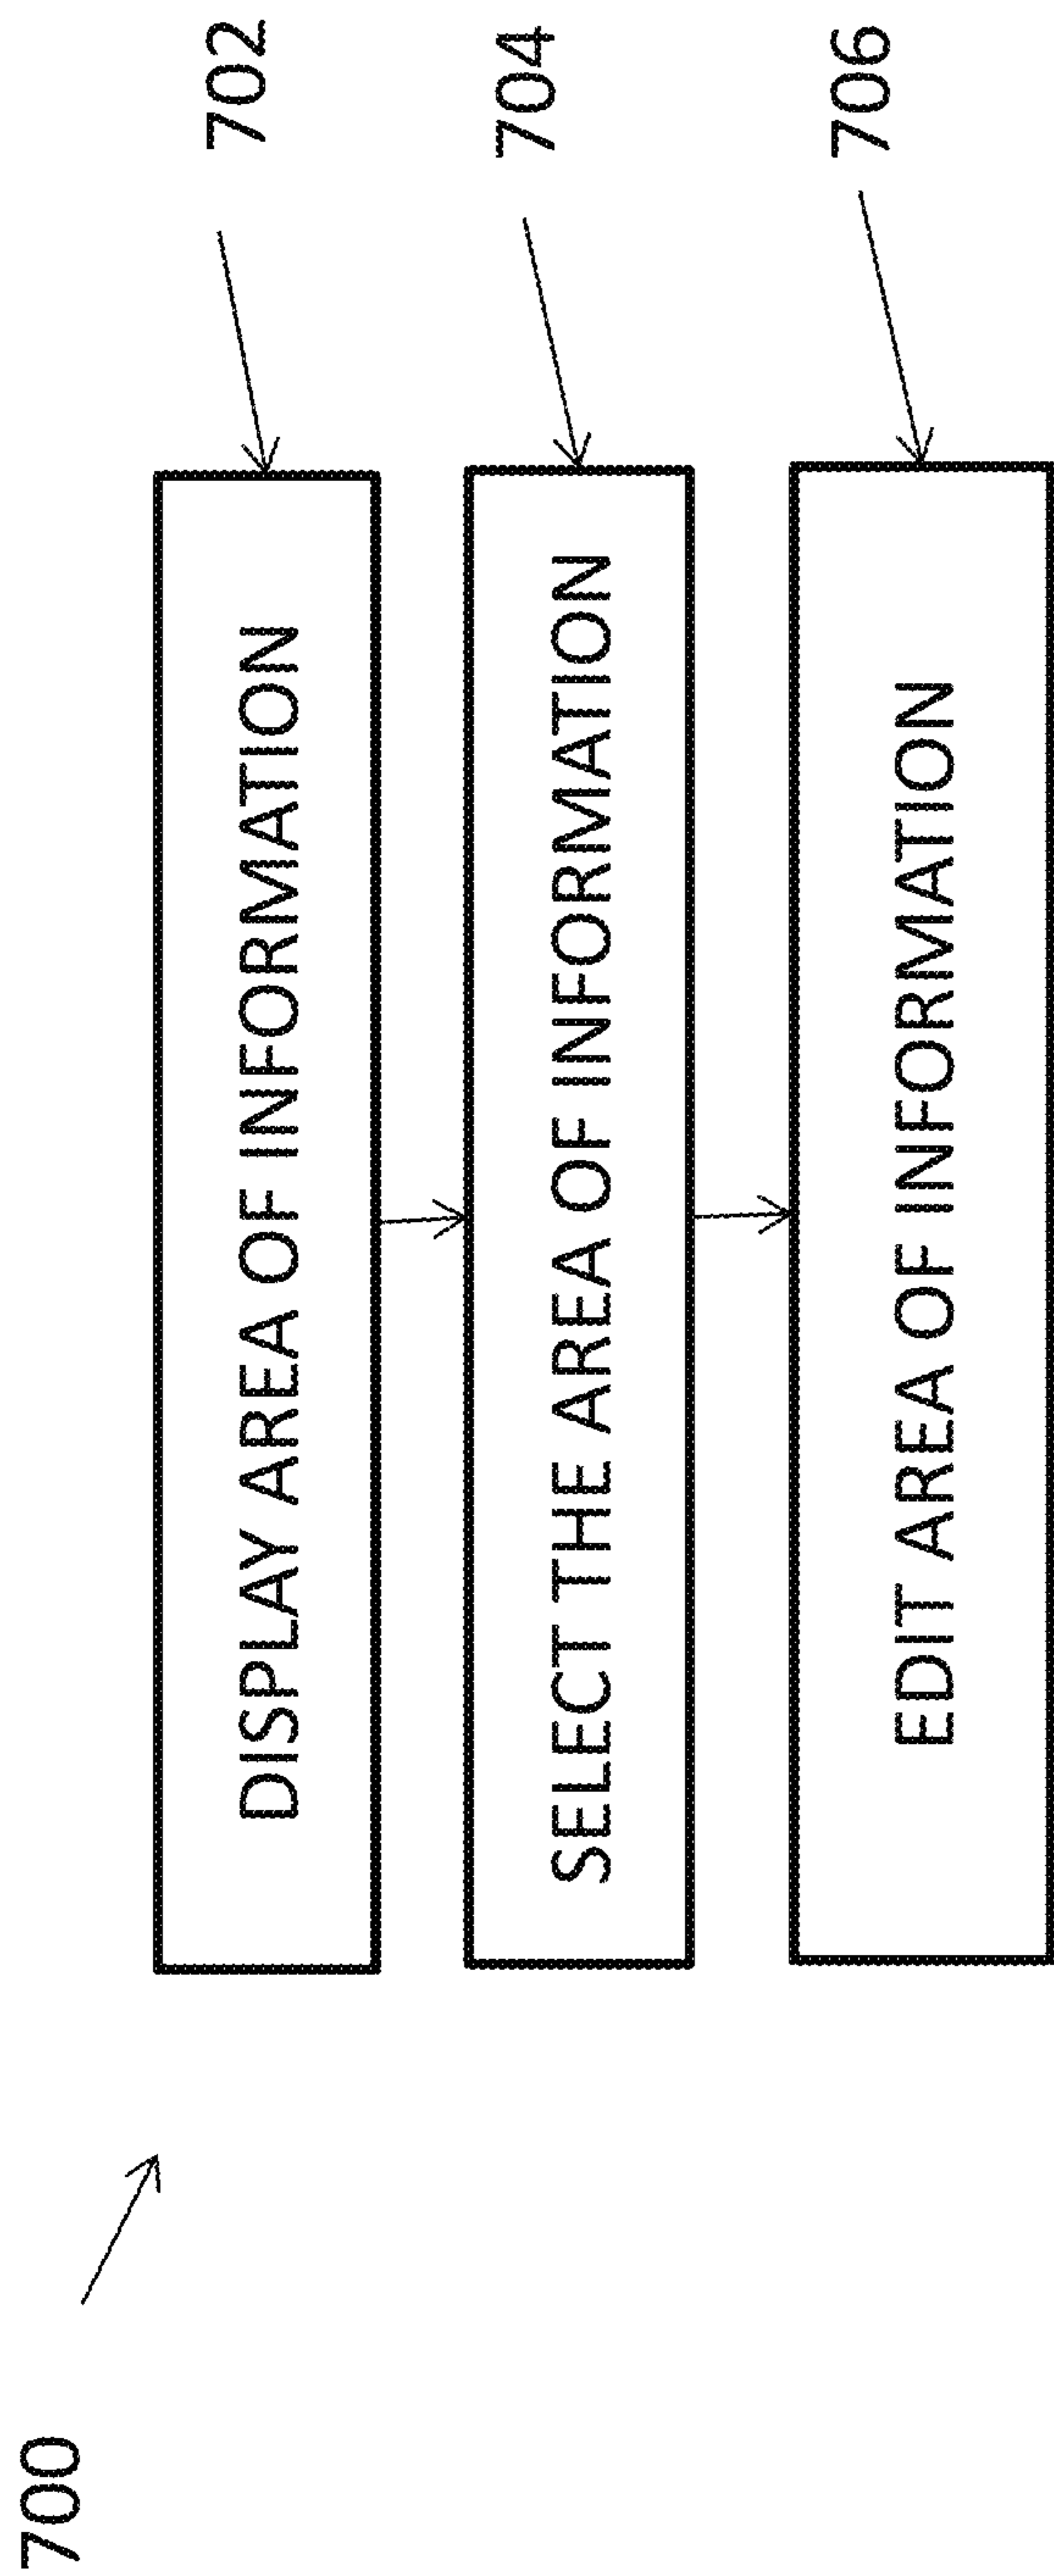 700
DISPLAY AREA OF INFORMATION
702
SELECT THE AREA OF INFORMATION
704
EDIT AREA OF INFORMATION
706